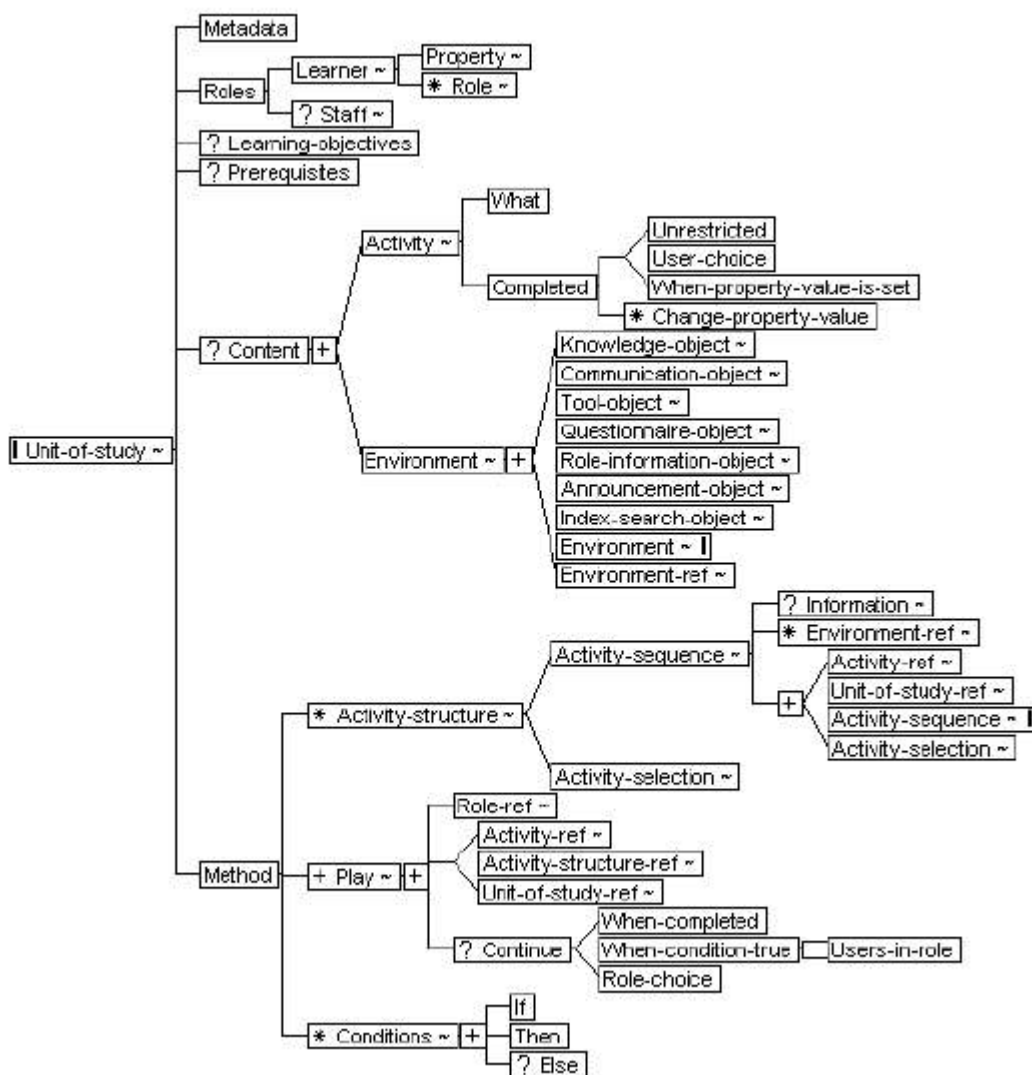 Metadata
Property ~
Learner ~
* Role
Roles
? Staff ~
? Learning-objectives
? Prerequisites
What
Unrestricted
Activity ~
User-choice
Completed
When-property-value-is-set
* Change-property-value
? Content +
Knowledge-object ~
Communication-object ~
Tool-object ~
Questionnaire-object ~
Unit-of-study ~
Environment ~ +
Role-information-object ~
Announcement-object ~
Index-search-object ~
Environment ~
Environment-ref ~
? Information ~
* Environment-ref ~
Activity-sequence ~
Activity-ref ~
Unit-of-study-ref ~
+
* Activity-structure ~
Activity-sequence ~
Activity-selection ~
Activity-selection ~
Role-ref ~
Activity-ref ~
Activity-structure-ref ~
Method
+ Play ~ +
Unit-of-study-ref ~
When-completed
? Continue
When-condition-true
Users-in-role
Role-choice
If
* Conditions ~ +
Then
? Else